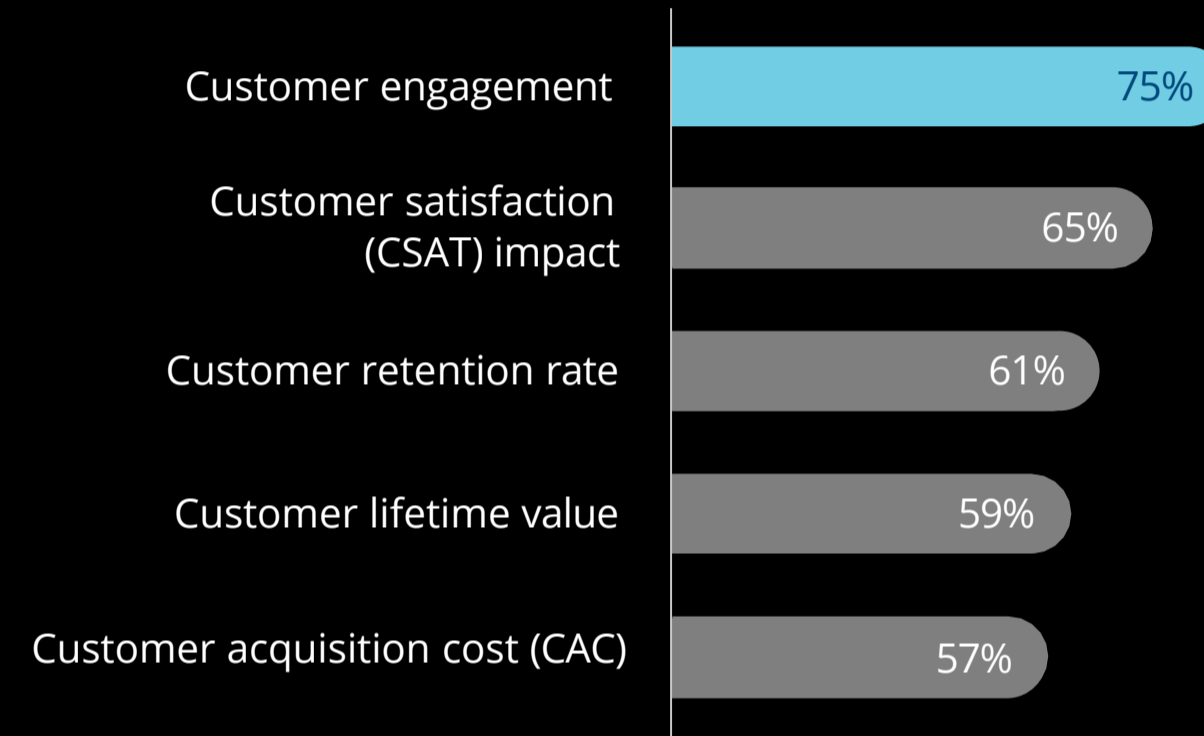 Customer engagement
75%
Customer satisfaction
(CSAT) impact
65%
Customer retention rate
61%
Customer lifetime value
59%
Customer acquisition cost (CAC)
57%